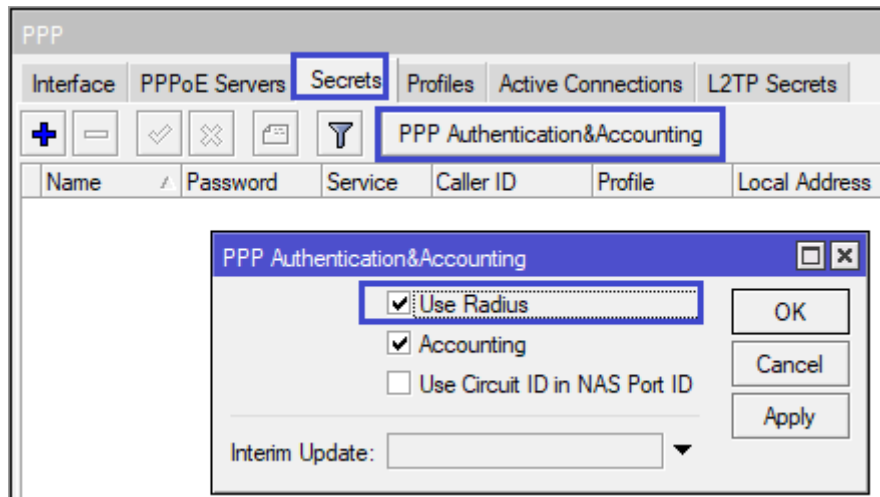 PPP
Interface PPPoE Servers Secrets Profiles Active Connections L2TP Secrets
PPP Authentication&Accounting
Name Password Service Caller ID Profile Local Address
PPP Authentication&Accounting
Use Radius
OK
Accounting
Cancel
Use Circuit ID in NAS Port ID
Apply
Interim Update: